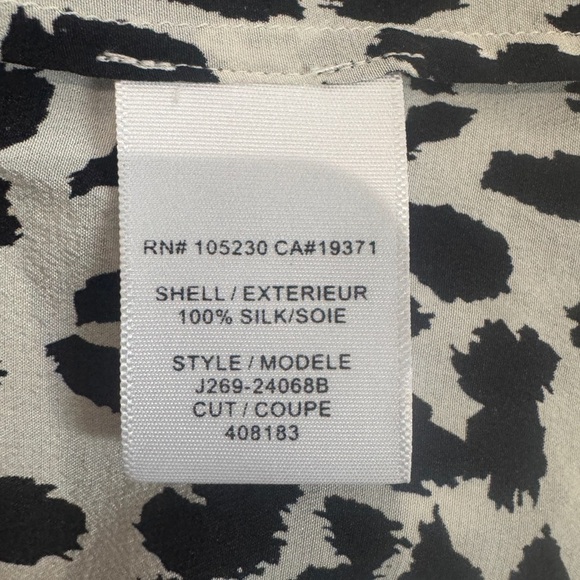 RN# 105230 CA#19371
SHELL / EXTERIEUR
100% SILK/SOIE
STYLE / MODELE
J269-24068B
CUT / COUPE
408183